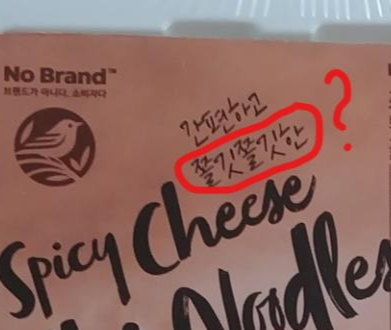 No Brand™
브랜드가 아니다. 소비자다
간편하고
쫄깃쫄깃한
?
Spicy Cheese
Noodles